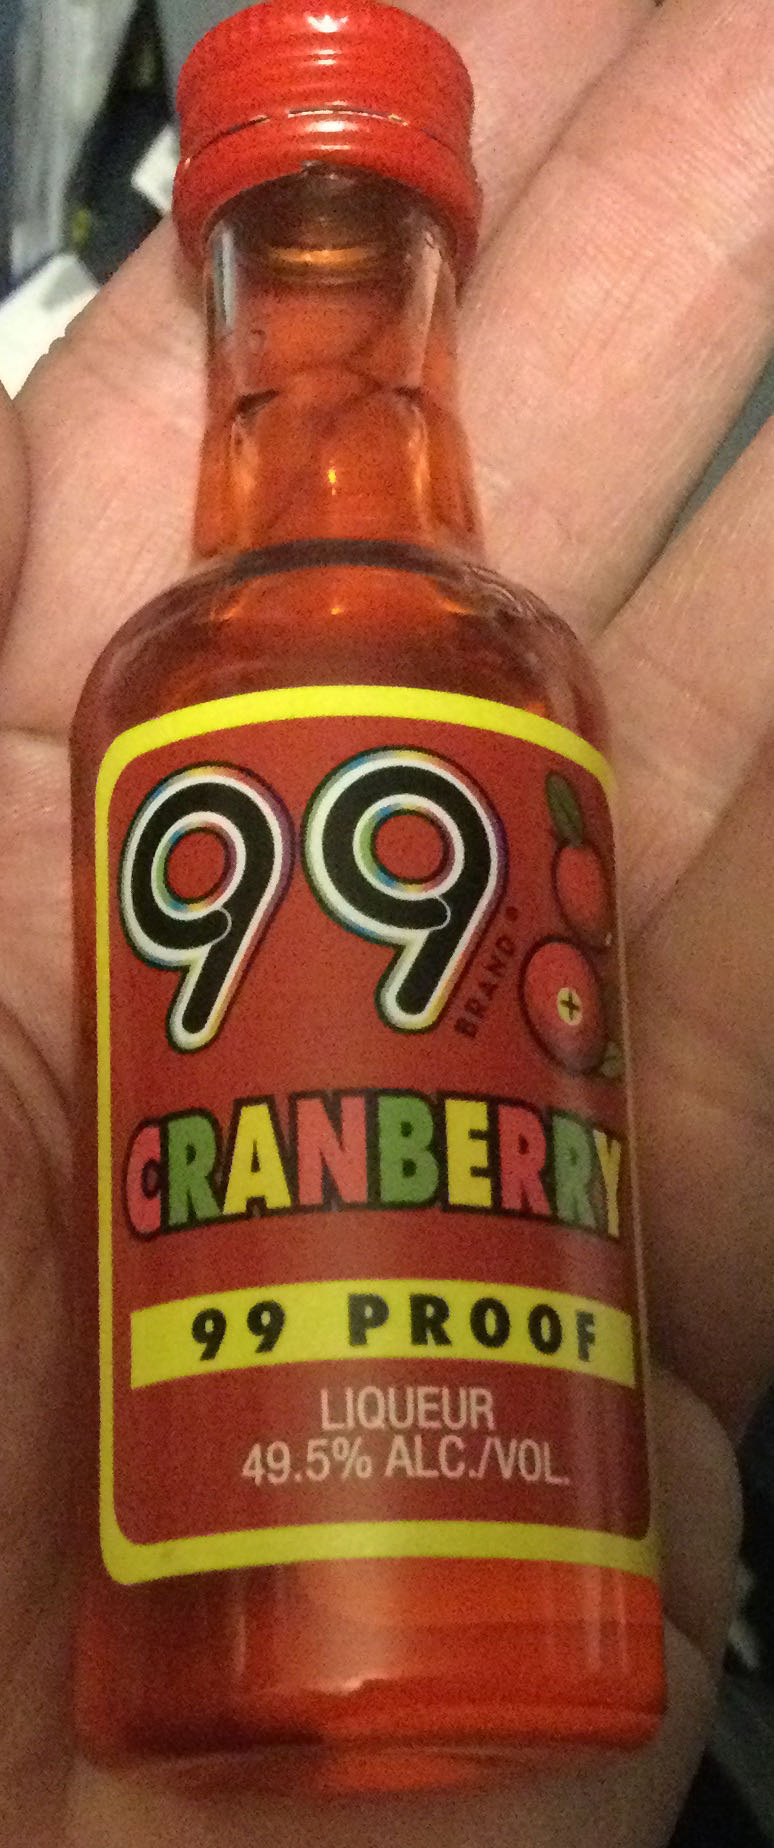 99
BRAND®
CRANBERRY
99 PROOF
LIQUEUR
49.5% ALC./VOL.